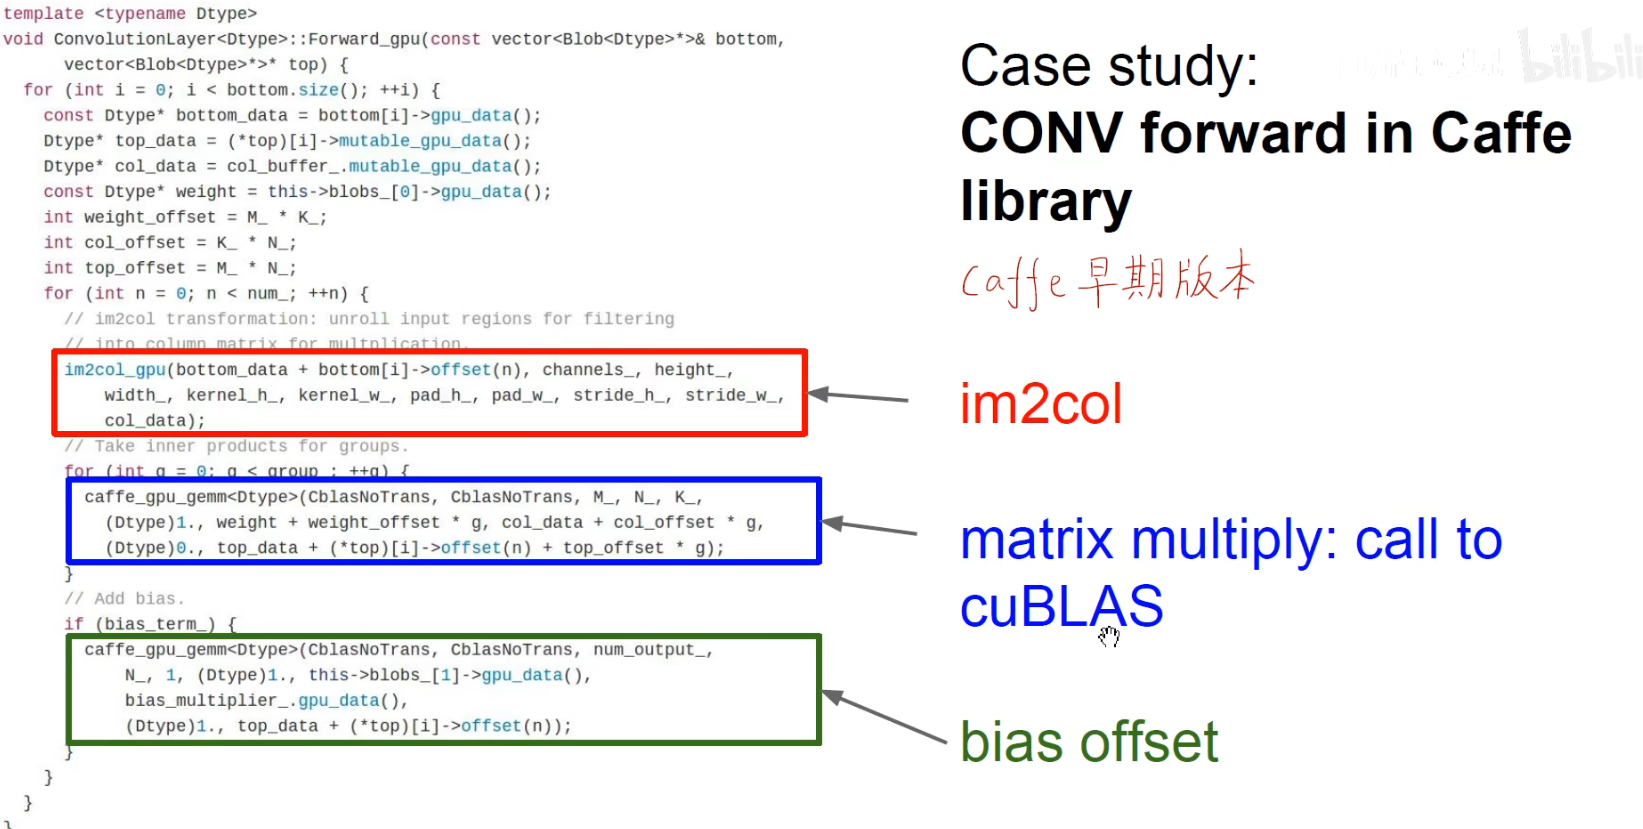 template <typename Dtype>
void ConvolutionLayer<Dtype>::Forward_gpu(const vector<Blob<Dtype>*>& bottom,
vector<Blob<Dtype>*>* top) {
for (int i = 0; i < bottom.size(); ++i) {
const Dtype* bottom_data = bottom[i]->gpu_data();
Dtype* top_data = (*top)[i]->mutable_gpu_data();
Dtype* col_data = col_buffer_.mutable_gpu_data();
const Dtype* weight = this->blobs_[0]->gpu_data();
int weight_offset = M_ * K_;
int col_offset = K_ * N_;
int top_offset = M_ * N_;
for (int n = 0; n < num_; ++n) {
// im2col transformation: unroll input regions for filtering
// into column matrix for multplication.
im2col_gpu(bottom_data + bottom[i]->offset(n), channels_, height_,
width_, kernel_h_, kernel_w_, pad_h_, pad_w_, stride_h_, stride_w_,
col_data);
// Take inner products for groups.
for (int g = 0; g < group_; ++g) {
caffe_gpu_gemm<Dtype>(CblasNoTrans, CblasNoTrans, M_, N_, K_,
(Dtype)1., weight + weight_offset * g, col_data + col_offset * g,
(Dtype)0., top_data + (*top)[i]->offset(n) + top_offset * g);
}
// Add bias.
if (bias_term_) {
caffe_gpu_gemm<Dtype>(CblasNoTrans, CblasNoTrans, num_output_,
N_, 1, (Dtype)1., this->blobs_[1]->gpu_data(),
bias_multiplier_.gpu_data(),
(Dtype)1., top_data + (*top)[i]->offset(n));
}
}
}
}
Case study:
CONV forward in Caffe
library
Caffe 早期版本
im2col
matrix multiply: call to
cuBLAS
bias offset
bilibili